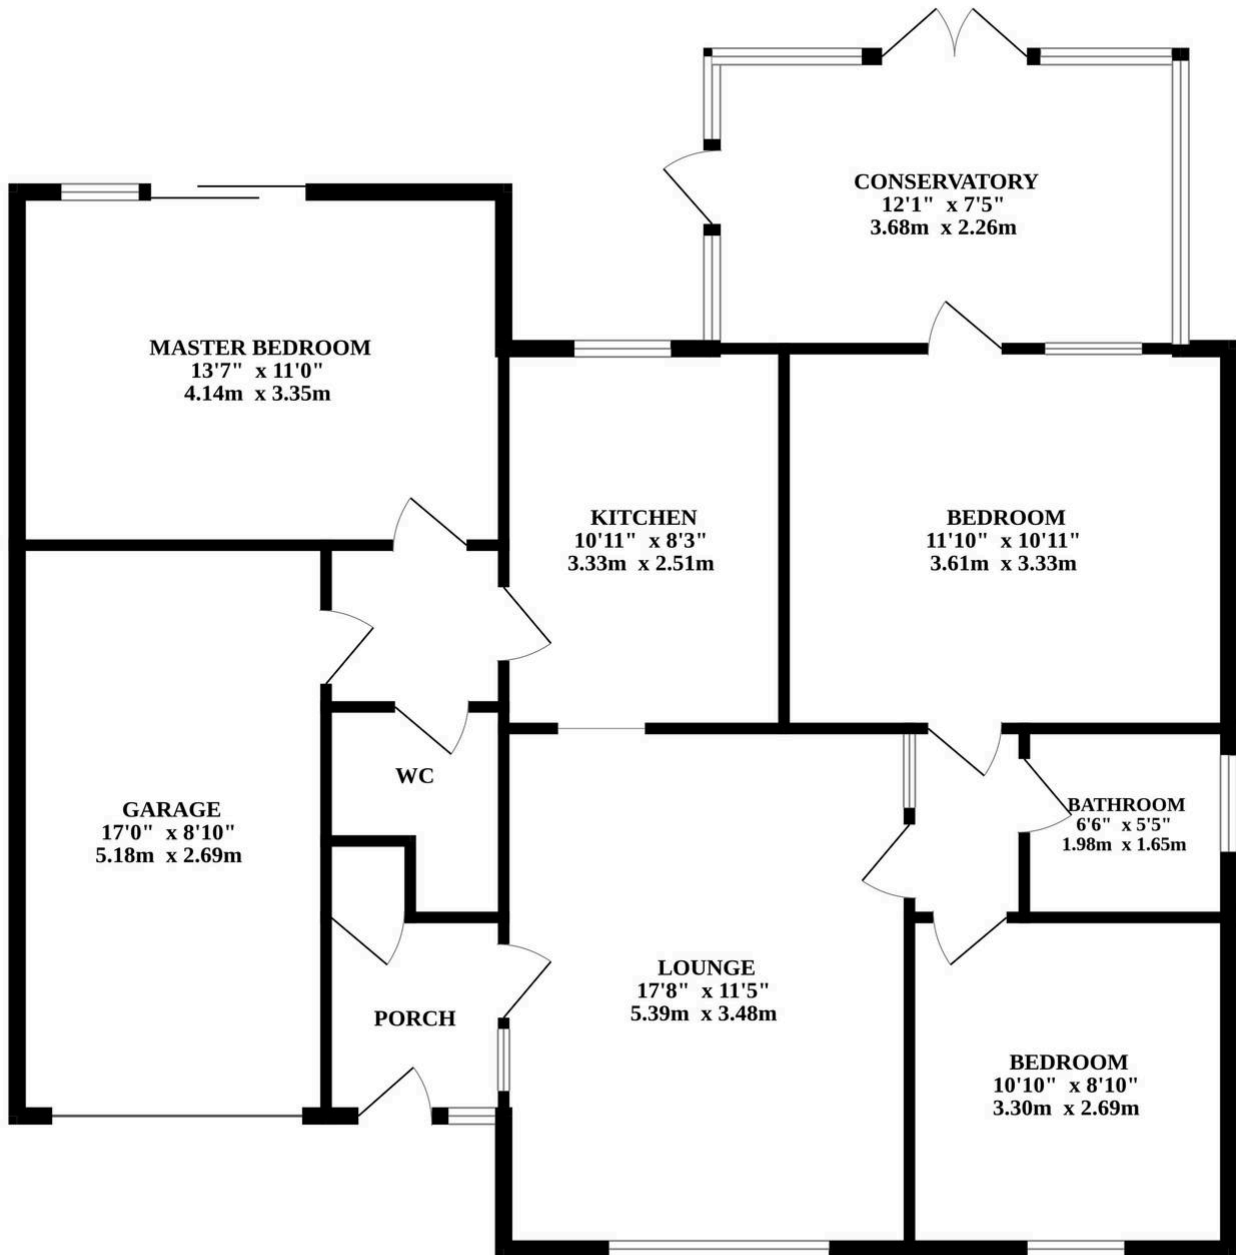 CONSERVATORY
12'1" x 7'5"
3.68m x 2.26m
MASTER BEDROOM
13'7" x 11'0"
4.14m x 3.35m
KITCHEN
10'11" x 8'3"
3.33m x 2.51m
BEDROOM
11'10" x 10'11"
3.61m x 3.33m
WC
GARAGE
17'0" x 8'10"
5.18m x 2.69m
BATHROOM
6'6" x 5'5"
1.98m x 1.65m
LOUNGE
17'8" x 11'5"
5.39m x 3.48m
PORCH
BEDROOM
10'10" x 8'10"
3.30m x 2.69m